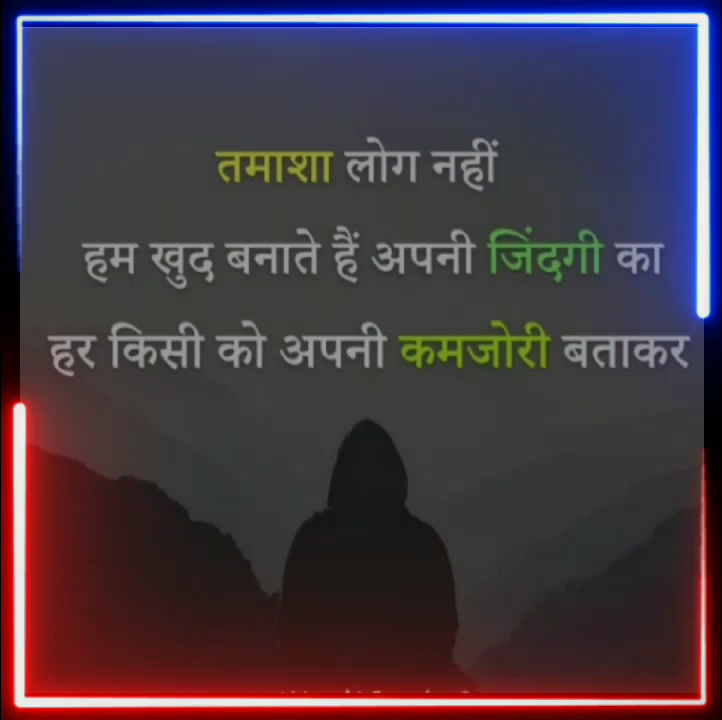 तमाशा लोग नहीं
हम खुद बनाते हैं अपनी जिंदगी का
हर किसी को अपनी कमजोरी बताकर